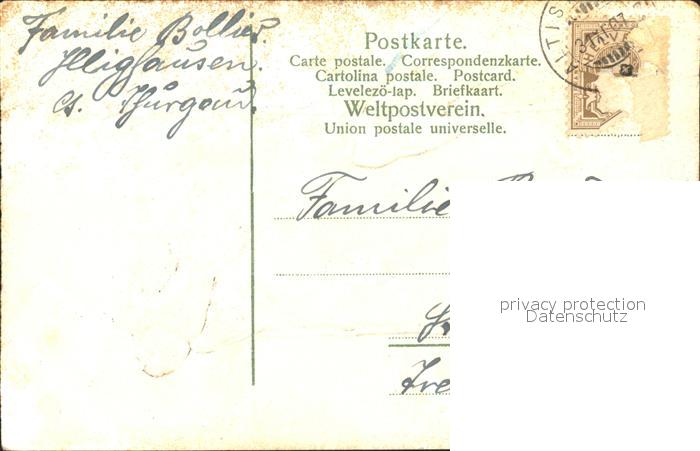 Familie Bollier
Illighausen.
Ct. Thurgau.
Postkarte.
Carte postale. Correspondenzkarte.
Cartolina postale. Postcard.
Levelező-lap. Briefkaart.
Weltpostverein.
Union postale universelle.
ALTIS
Familie
privacy protection
Datenschutz